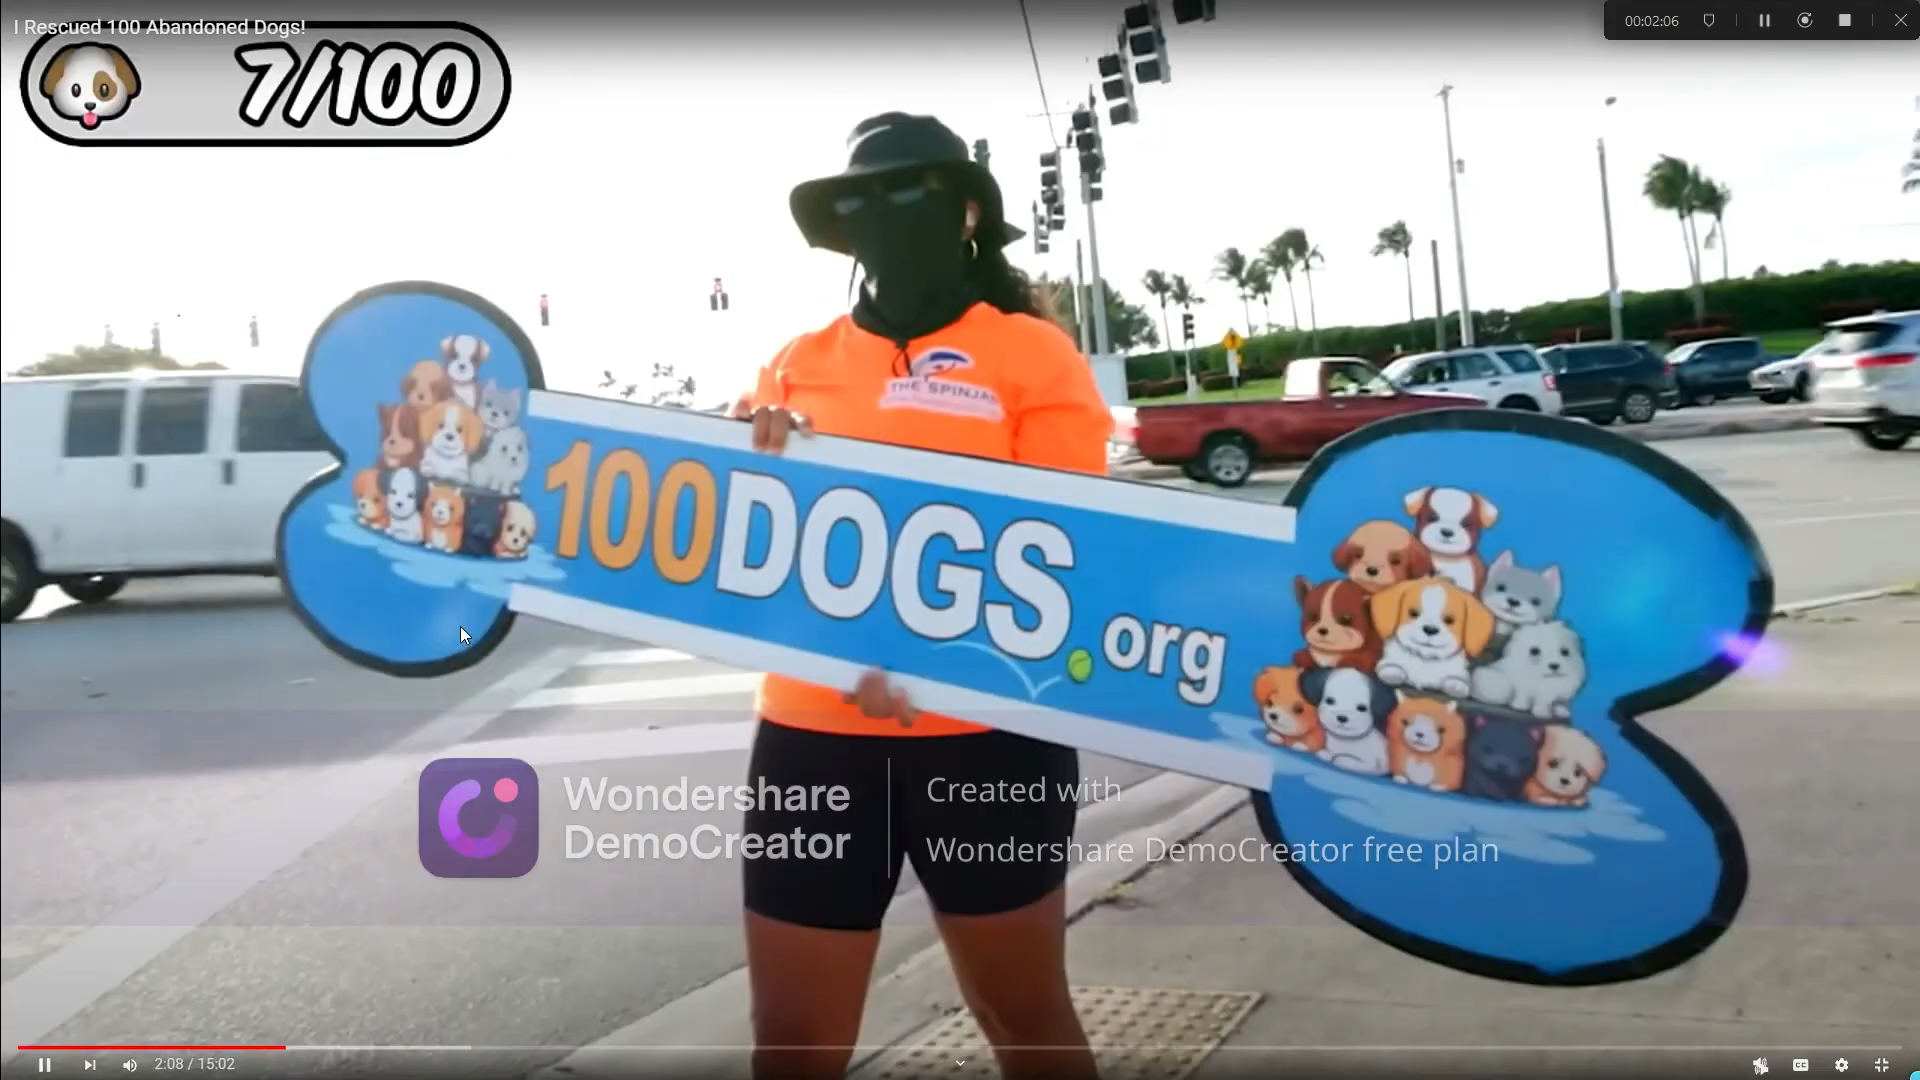 I Rescued 100 Abandoned Dogs!
00:02:06
7/100
THE SPINJA
100DOGS.org
Wondershare
DemoCreator
Created with
Wondershare DemoCreator free plan
2:08 / 15:02
CC